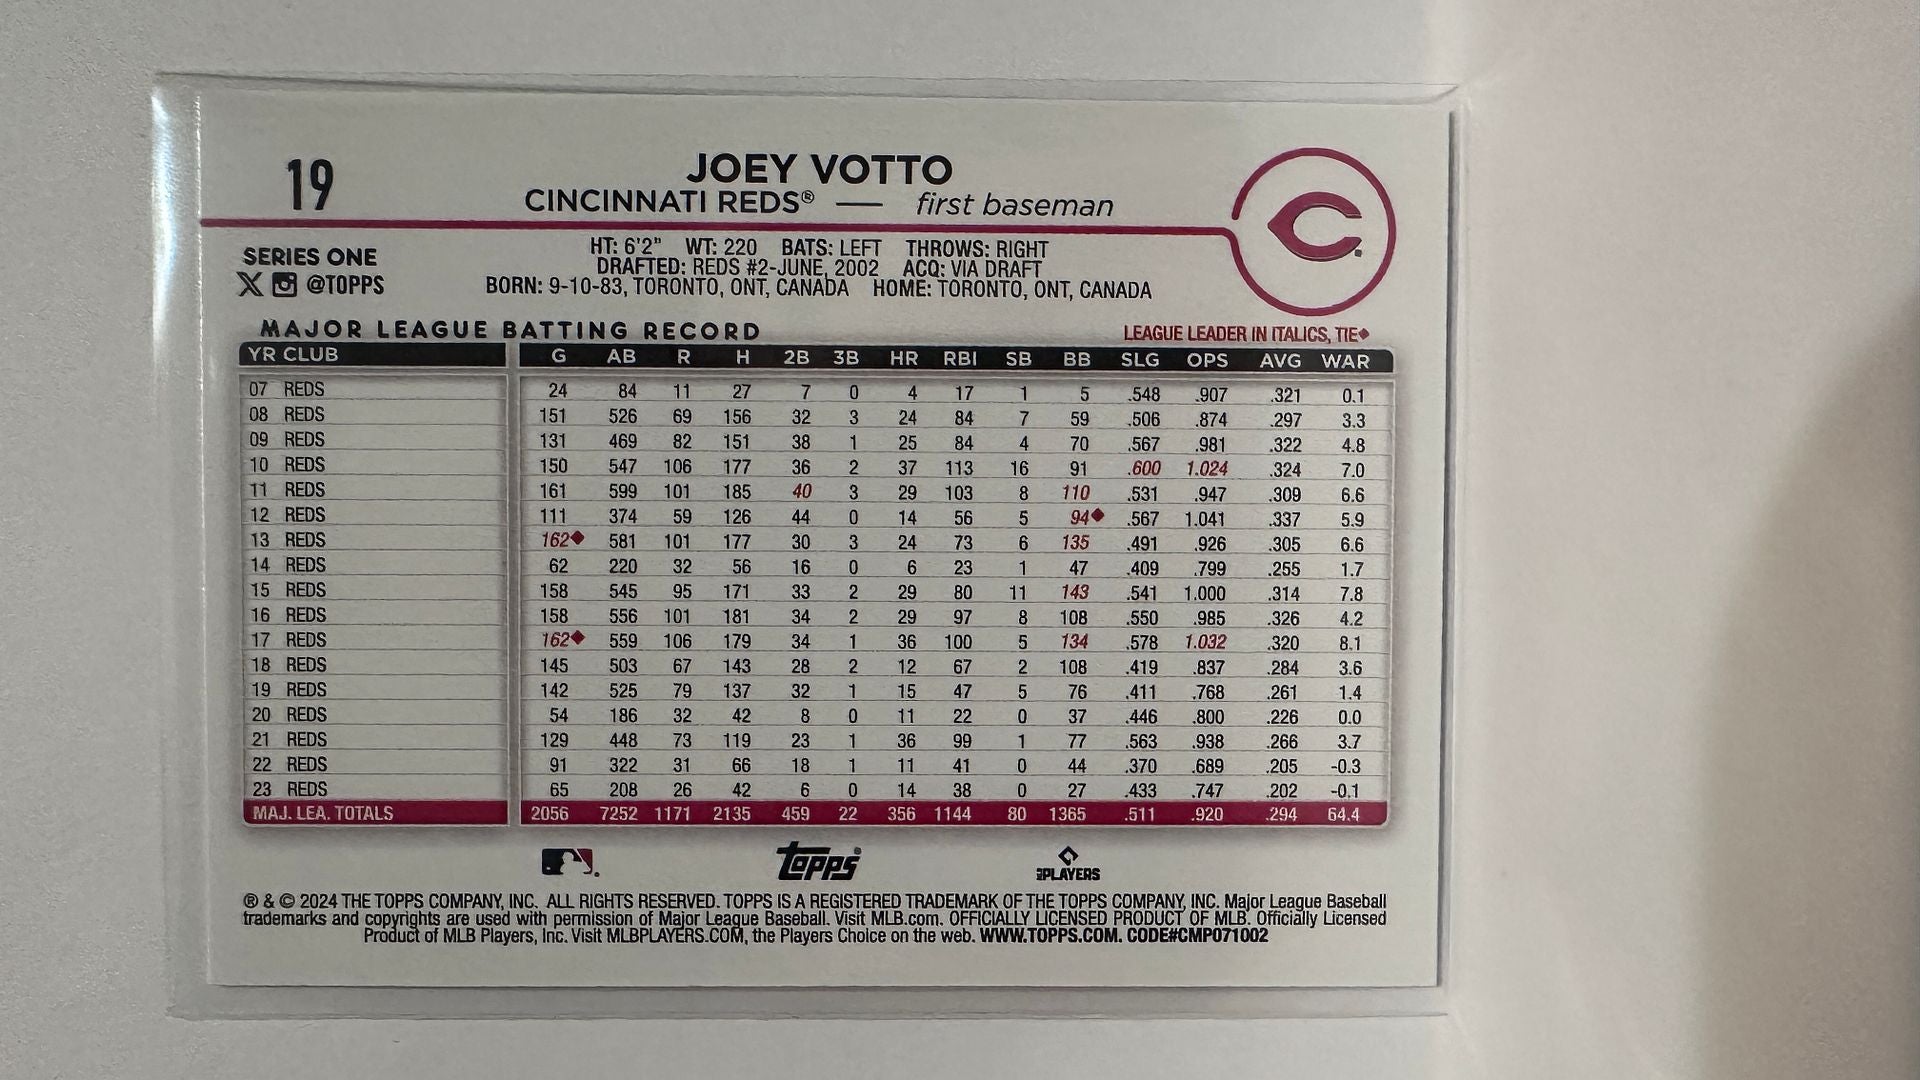 19
JOEY VOTTO
CINCINNATI REDS® — first baseman
C
SERIES ONE
X @TOPPS
HT: 6'2" WT: 220 BATS: LEFT THROWS: RIGHT
DRAFTED: REDS #2-JUNE, 2002 ACQ: VIA DRAFT
BORN: 9-10-83, TORONTO, ONT, CANADA HOME: TORONTO, ONT, CANADA
MAJOR LEAGUE BATTING RECORD LEAGUE LEADER IN ITALICS, TIE◆
YR CLUB G AB R H 2B 3B HR RBI SB BB SLG OPS AVG WAR
07 REDS 24 84 11 27 7 0 4 17 1 5 .548 .907 .321 0.1
08 REDS 151 526 69 156 32 3 24 84 7 59 .506 .874 .297 3.3
09 REDS 131 469 82 151 38 1 25 84 4 70 .567 .981 .322 4.8
10 REDS 150 547 106 177 36 2 37 113 16 91 .600 1.024 .324 7.0
11 REDS 161 599 101 185 40 3 29 103 8 110 .531 .947 .309 6.6
12 REDS 111 374 59 126 44 0 14 56 5 94◆ .567 1.041 .337 5.9
13 REDS 162◆ 581 101 177 30 3 24 73 6 135 .491 .926 .305 6.6
14 REDS 62 220 32 56 16 0 6 23 1 47 .409 .799 .255 1.7
15 REDS 158 545 95 171 33 2 29 80 11 143 .541 1.000 .314 7.8
16 REDS 158 556 101 181 34 2 29 97 8 108 .550 .985 .326 4.2
17 REDS 162◆ 559 106 179 34 1 36 100 5 134 .578 1.032 .320 8.1
18 REDS 145 503 67 143 28 2 12 67 2 108 .419 .837 .284 3.6
19 REDS 142 525 79 137 32 1 15 47 5 76 .411 .768 .261 1.4
20 REDS 54 186 32 42 8 0 11 22 0 37 .446 .800 .226 0.0
21 REDS 129 448 73 119 23 1 36 99 1 77 .563 .938 .266 3.7
22 REDS 91 322 31 66 18 1 11 41 0 44 .370 .689 .205 -0.3
23 REDS 65 208 26 42 6 0 14 38 0 27 .433 .747 .202 -0.1
MAJ. LEA. TOTALS 2056 7252 1171 2135 459 22 356 1144 80 1365 .511 .920 .294 64.4
Topps PLAYERS
® & © 2024 THE TOPPS COMPANY, INC. ALL RIGHTS RESERVED. TOPPS IS A REGISTERED TRADEMARK OF THE TOPPS COMPANY, INC. Major League Baseball
trademarks and copyrights are used with permission of Major League Baseball. Visit MLB.com. OFFICIALLY LICENSED PRODUCT OF MLB. Officially Licensed
Product of MLB Players, Inc. Visit MLBPLAYERS.COM, the Players Choice on the web. WWW.TOPPS.COM. CODE#CMP071002